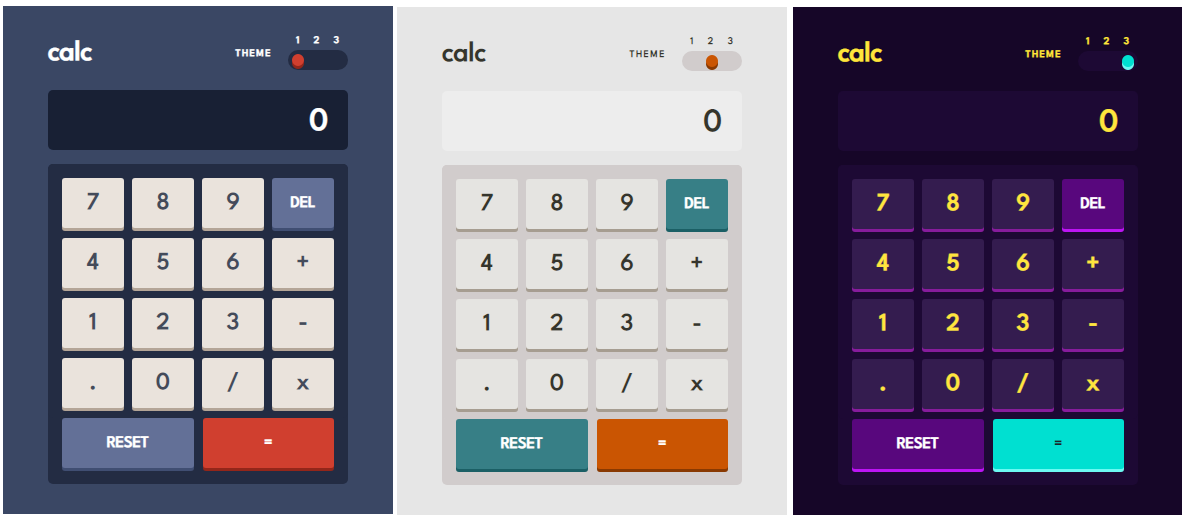 calc
THEME
1 2 3
0
7 8 9 DEL
4 5 6 +
1 2 3 -
. 0 / x
RESET =
calc
THEME
1 2 3
0
7 8 9 DEL
4 5 6 +
1 2 3 -
. 0 / x
RESET =
calc
THEME
1 2 3
0
7 8 9 DEL
4 5 6 +
1 2 3 -
. 0 / x
RESET =